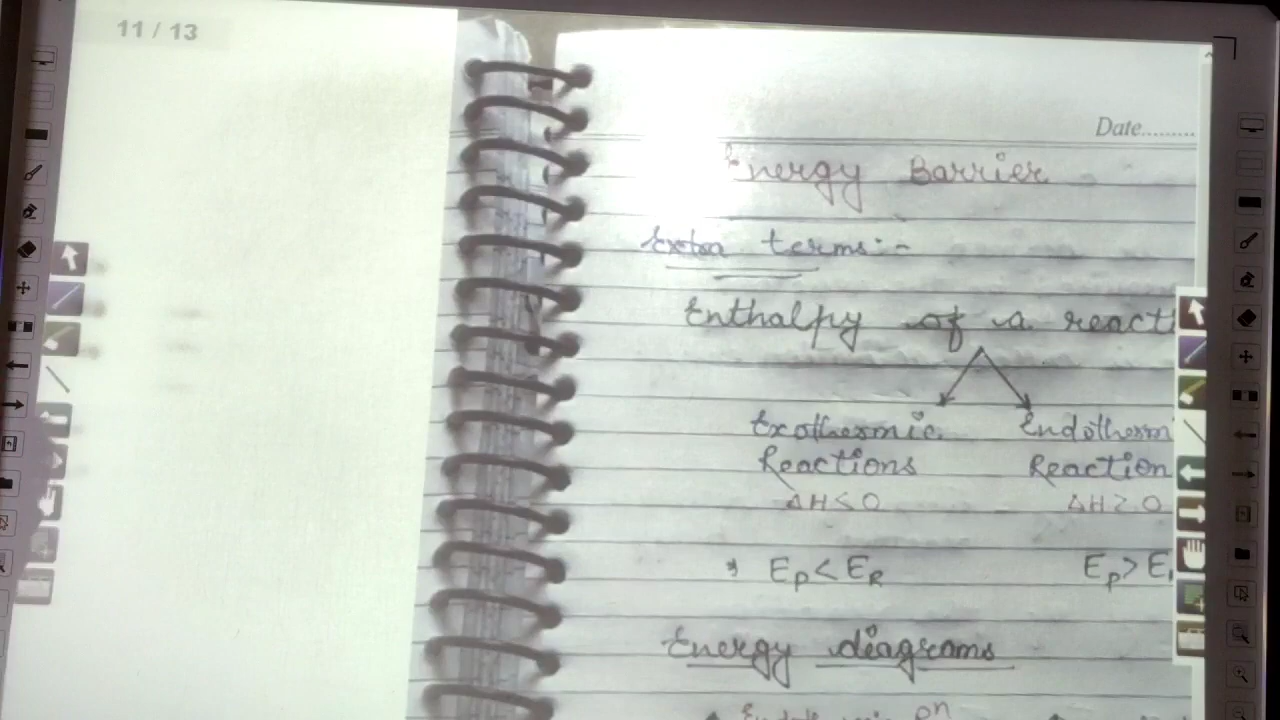 11 / 13
Date.........
Energy Barrier
Extra terms:-
Enthalpy of a reacti
Exothermic Endotherm
Reactions Reaction
ΔH<0 ΔH>0
* Ep<ER Ep>E
Energy diagrams